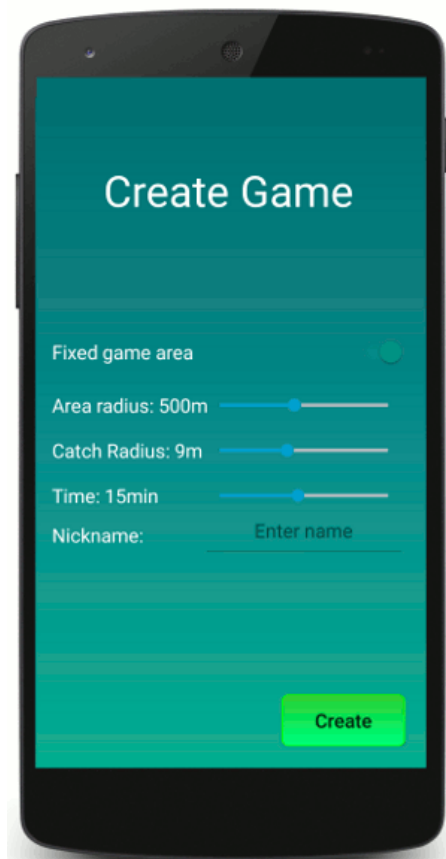 Create Game
Fixed game area
Area radius: 500m
Catch Radius: 9m
Time: 15min
Nickname: Enter name
Create